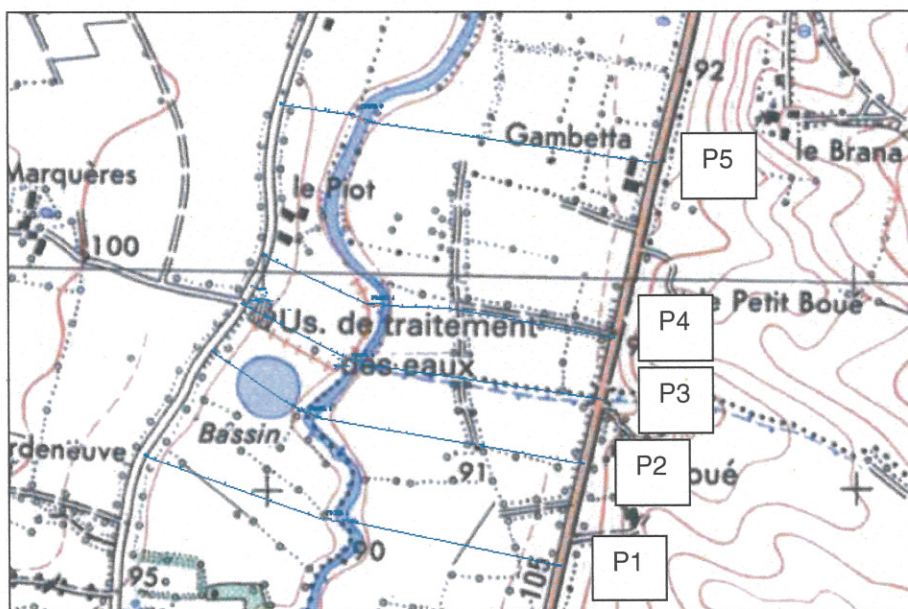 92
Gambetta
le Brana
P5
Marquères
le Piot
100
le Petit Boué
P4
Us. de traitement
des eaux
P3
Bassin
rdeneuve
91
P2
oué
90
P1
95
105